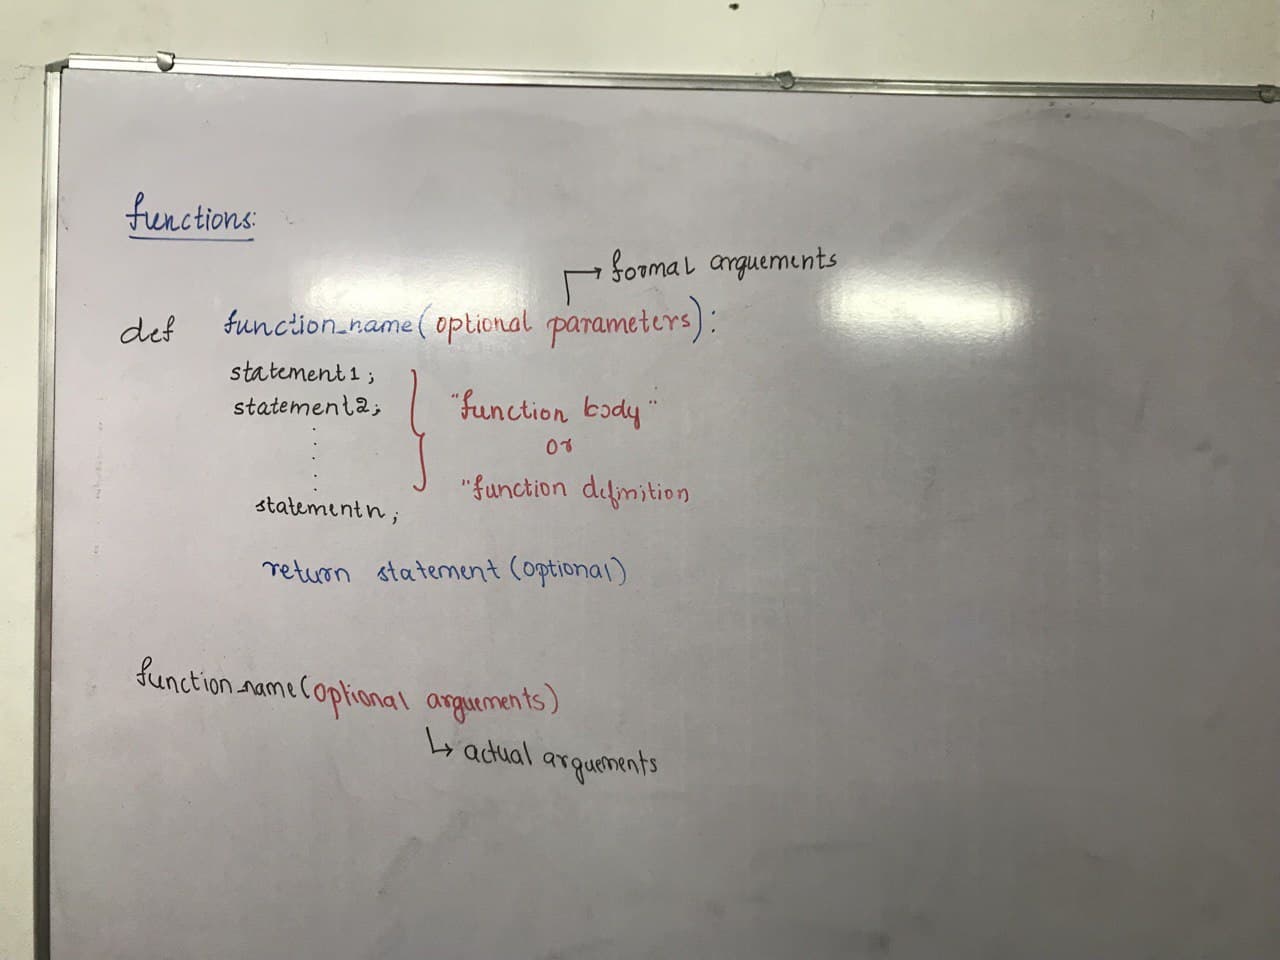 functions:
formal arguements
def function_name(optional parameters):
statement1;
statement2;
"function body"
or
"function definition
statementn;
return statement (optional)
function_name(optional arguements)
actual arguements